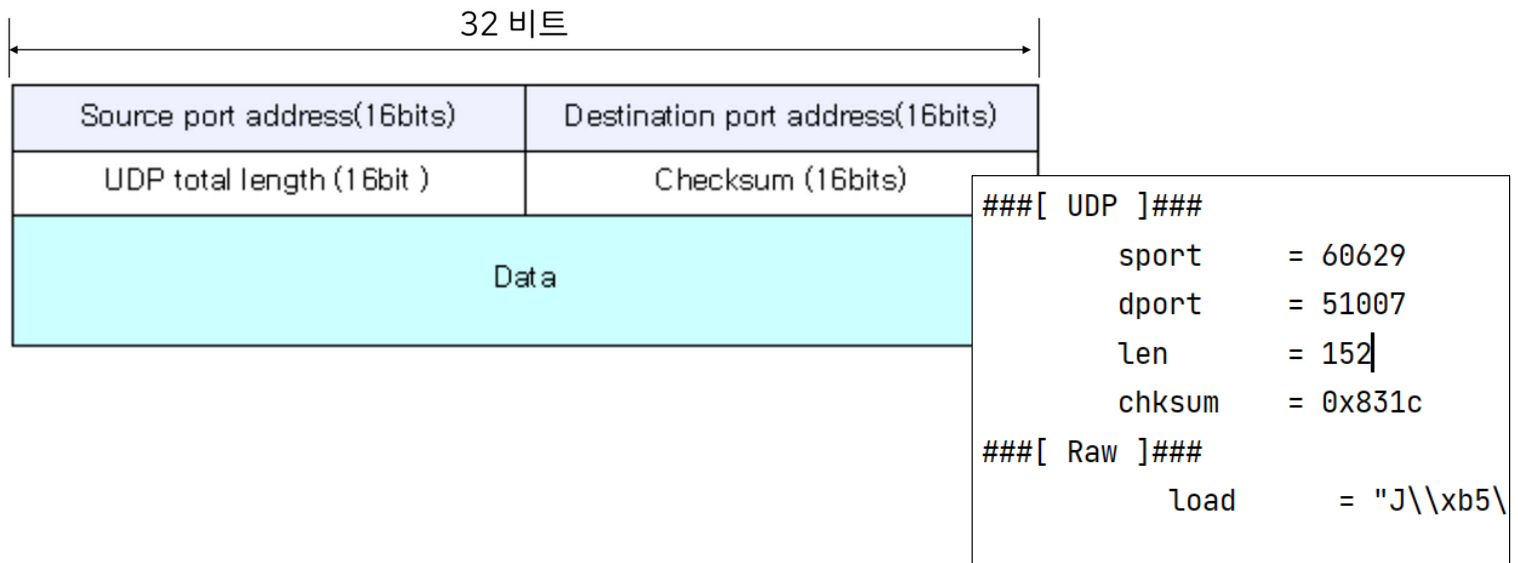 32 비트
Source port address(16bits)
Destination port address(16bits)
UDP total length (16bit )
Checksum (16bits)
Data
###[ UDP ]###
sport = 60629
dport = 51007
len = 152
chksum = 0x831c
###[ Raw ]###
load = "J\\xb5\